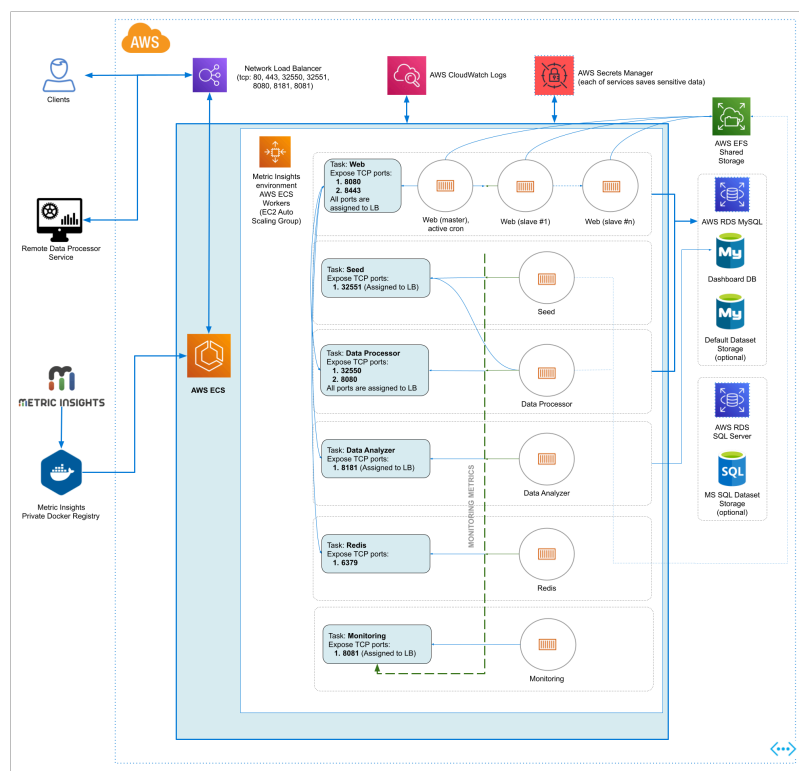 AWS
Network Load Balancer
(tcp: 80, 443, 32550, 32551,
8080, 8181, 8081)
AWS CloudWatch Logs
AWS Secrets Manager
(each of services saves sensitive data)
Clients
AWS EFS
Shared
Storage
Metric Insights
environment
AWS ECS
Workers
(EC2 Auto
Scaling Group)
Task: Web
Expose TCP ports:
1. 8080
2. 8443
All ports are
assigned to LB
Web (master),
active cron
Web (slave #1)
Web (slave #n)
AWS RDS MySQL
My
Dashboard DB
My
Default Dataset
Storage
(optional)
Remote Data Processor
Service
Task: Seed
Expose TCP ports:
1. 32551 (Assigned to LB)
Seed
AWS ECS
Task: Data Processor
Expose TCP ports:
1. 32550
2. 8080
All ports are assigned to LB
Data Processor
METRIC INSIGHTS
AWS RDS
SQL Server
SQL
MS SQL Dataset
Storage
(optional)
Metric Insights
Private Docker Registry
Task: Data Analyzer
Expose TCP ports:
1. 8181 (Assigned to LB)
Data Analyzer
MONITORING METRICS
Task: Redis
Expose TCP ports:
1. 6379
Redis
Task: Monitoring
Expose TCP ports:
1. 8081 (Assigned to LB)
Monitoring